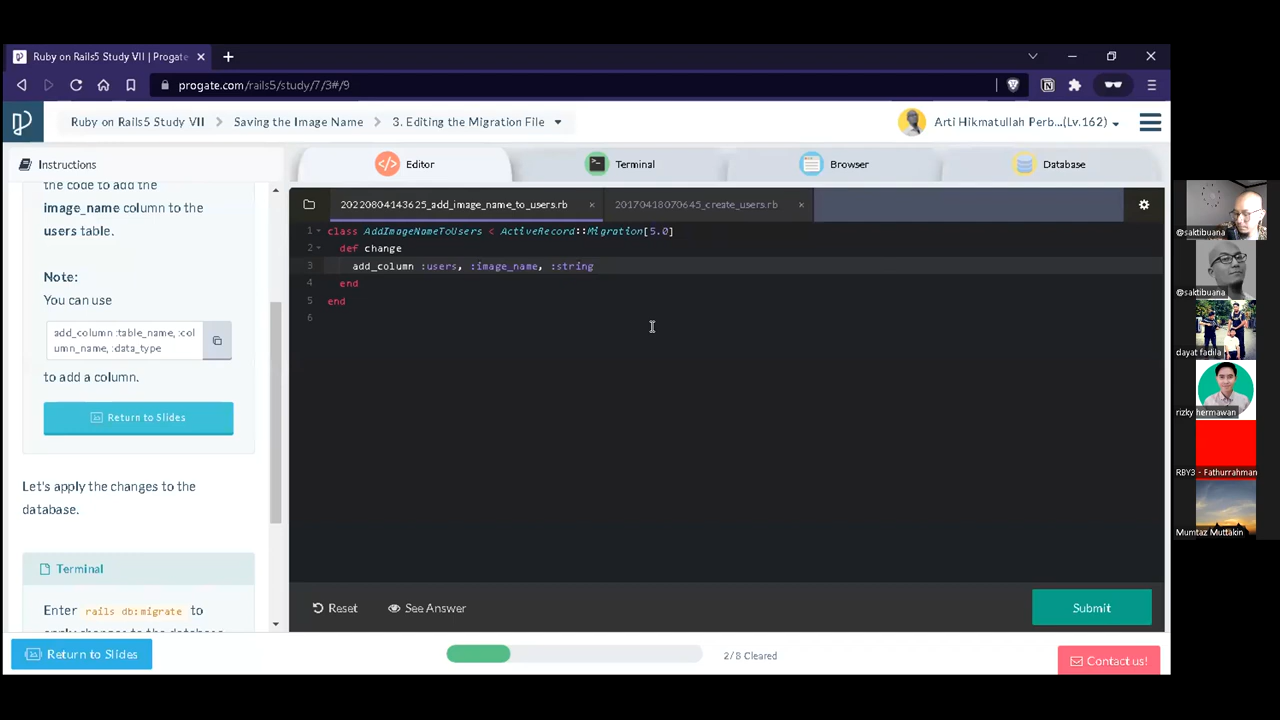 Ruby on Rails5 Study VII | Progate
progate.com/rails5/study/7/3#/9
Ruby on Rails5 Study VII
Saving the Image Name
3. Editing the Migration File
Arti Hikmatullah Perb...(Lv.162)
Instructions
Editor
Terminal
Browser
Database
the code to add the
image_name column to the
users table.
Note:
You can use
add_column :table_name, :col
umn_name, :data_type
to add a column.
Return to Slides
Let's apply the changes to the
database.
Terminal
Enter rails db:migrate to
apply changes to the database
20220804143625_add_image_name_to_users.rb
20170418070645_create_users.rb
1 class AddImageNameToUsers < ActiveRecord::Migration[5.0]
2 def change
3 add_column :users, :image_name, :string
4 end
5 end
6
Reset
See Answer
Submit
Return to Slides
2/8 Cleared
Contact us!
@saktibuana
@saktibuana
dayat fadila
rizky hermawan
RBY3 - Fathurrahman
Mumtaz Muttakin